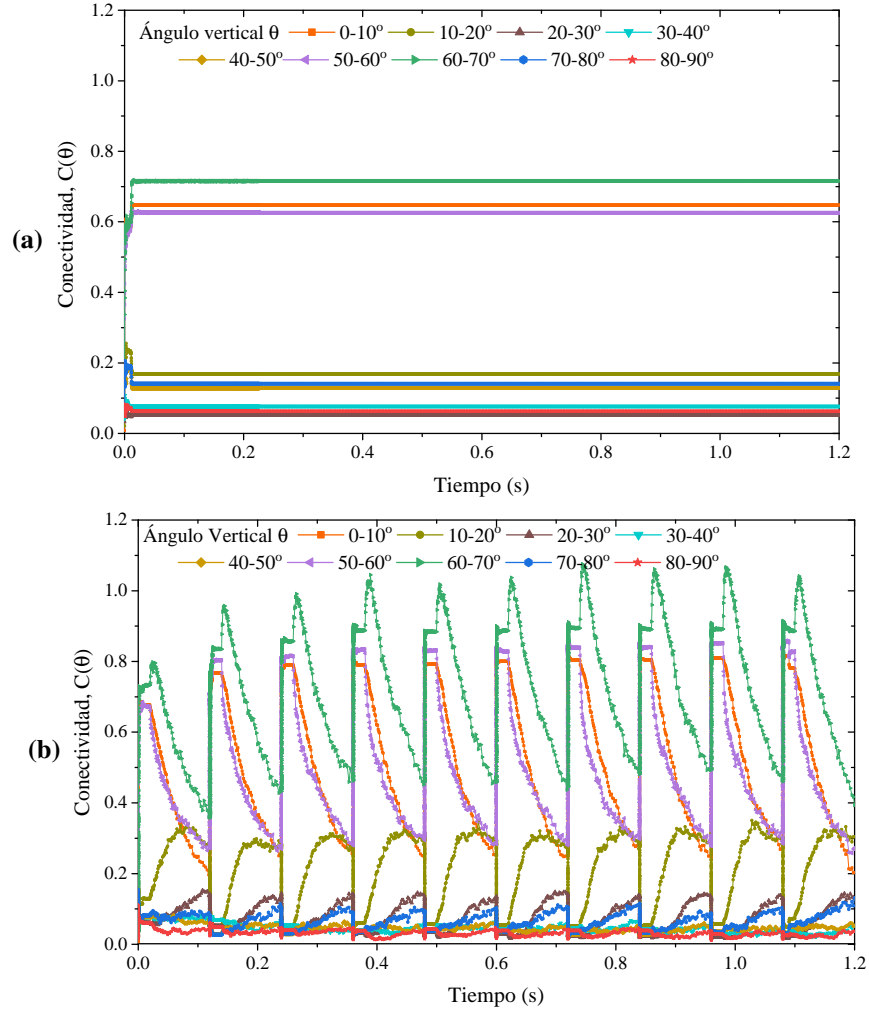 1.2
Ángulo vertical θ 0-10º 10-20º 20-30º 30-40º
40-50º 50-60º 60-70º 70-80º 80-90º
1.0
0.8
0.6
0.4
0.2
0.0
(a)
Conectividad, C(θ)
0.0 0.2 0.4 0.6 0.8 1.0 1.2
Tiempo (s)
1.2
Ángulo Vertical θ 0-10º 10-20º 20-30º 30-40º
40-50º 50-60º 60-70º 70-80º 80-90º
1.0
0.8
0.6
0.4
0.2
0.0
(b)
Conectividad, C(θ)
0.0 0.2 0.4 0.6 0.8 1.0 1.2
Tiempo (s)